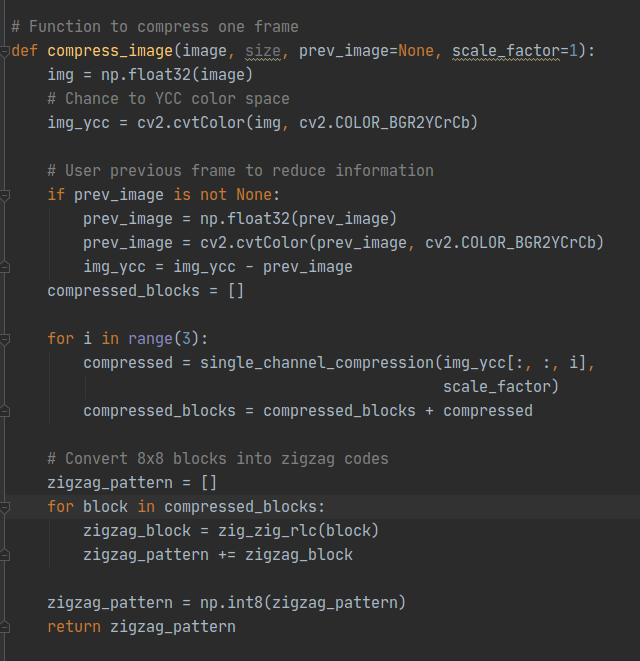 # Function to compress one frame
def compress_image(image, size, prev_image=None, scale_factor=1):
    img = np.float32(image)
    # Chance to YCC color space
    img_ycc = cv2.cvtColor(img, cv2.COLOR_BGR2YCrCb)

    # User previous frame to reduce information
    if prev_image is not None:
        prev_image = np.float32(prev_image)
        prev_image = cv2.cvtColor(prev_image, cv2.COLOR_BGR2YCrCb)
        img_ycc = img_ycc - prev_image
    compressed_blocks = []

    for i in range(3):
        compressed = single_channel_compression(img_ycc[:, :, i],
                                                scale_factor)
        compressed_blocks = compressed_blocks + compressed

    # Convert 8x8 blocks into zigzag codes
    zigzag_pattern = []
    for block in compressed_blocks:
        zigzag_block = zig_zig_rlc(block)
        zigzag_pattern += zigzag_block

    zigzag_pattern = np.int8(zigzag_pattern)
    return zigzag_pattern